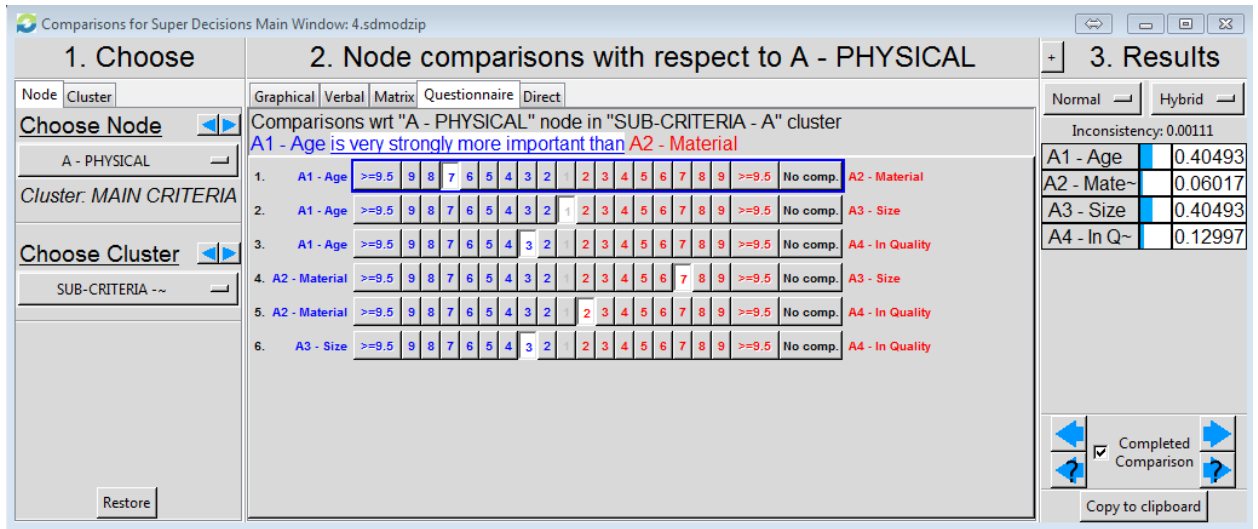 Comparisons for Super Decisions Main Window: 4.sdmodzip
1. Choose
2. Node comparisons with respect to A - PHYSICAL
+ 3. Results
Node Cluster
Choose Node
A - PHYSICAL
Cluster: MAIN CRITERIA
Choose Cluster
SUB-CRITERIA -~
Restore
Graphical Verbal Matrix Questionnaire Direct
Comparisons wrt "A - PHYSICAL" node in "SUB-CRITERIA - A" cluster
A1 - Age is very strongly more important than A2 - Material
1. A1 - Age >=9.5 9 8 7 6 5 4 3 2 1 2 3 4 5 6 7 8 9 >=9.5 No comp. A2 - Material
2. A1 - Age >=9.5 9 8 7 6 5 4 3 2 1 2 3 4 5 6 7 8 9 >=9.5 No comp. A3 - Size
3. A1 - Age >=9.5 9 8 7 6 5 4 3 2 1 2 3 4 5 6 7 8 9 >=9.5 No comp. A4 - In Quality
4. A2 - Material >=9.5 9 8 7 6 5 4 3 2 1 2 3 4 5 6 7 8 9 >=9.5 No comp. A3 - Size
5. A2 - Material >=9.5 9 8 7 6 5 4 3 2 1 2 3 4 5 6 7 8 9 >=9.5 No comp. A4 - In Quality
6. A3 - Size >=9.5 9 8 7 6 5 4 3 2 1 2 3 4 5 6 7 8 9 >=9.5 No comp. A4 - In Quality
Normal Hybrid
Inconsistency: 0.00111
A1 - Age 0.40493
A2 - Mate~ 0.06017
A3 - Size 0.40493
A4 - In Q~ 0.12997
Completed
Comparison
? ?
Copy to clipboard